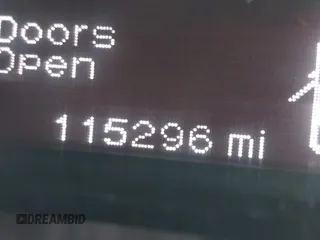 Doors
Open
115296 mi
DREAMBID